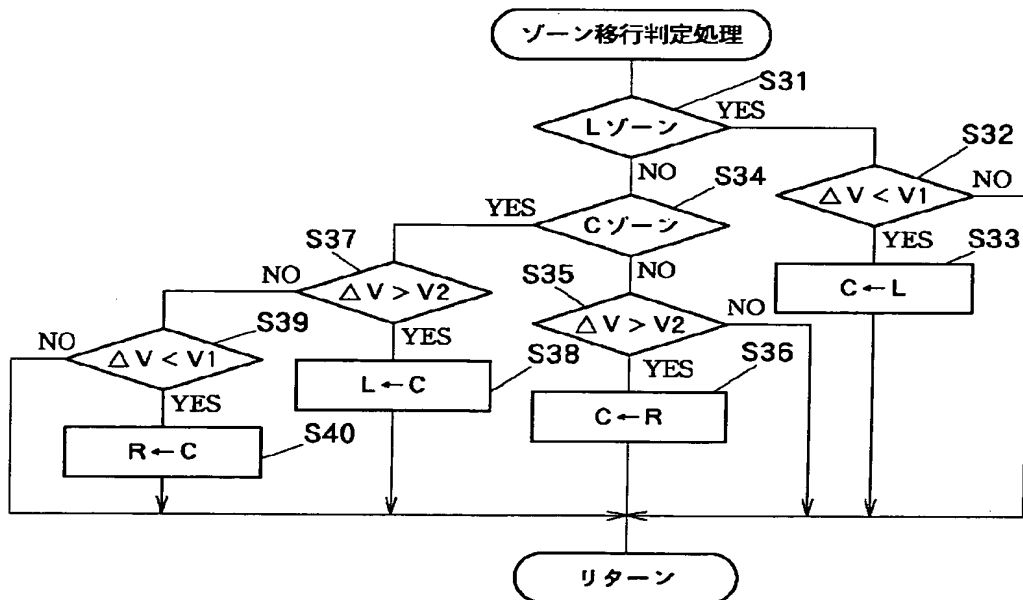 ゾーン移行判定処理
S31
Lゾーン
YES
NO
S32
△V<V1
NO
YES
S33
C←L
S34
Cゾーン
YES
NO
S37
△V>V2
NO
YES
S35
△V>V2
NO
YES
S39
△V<V1
NO
YES
S38
L←C
S36
C←R
S40
R←C
リターン